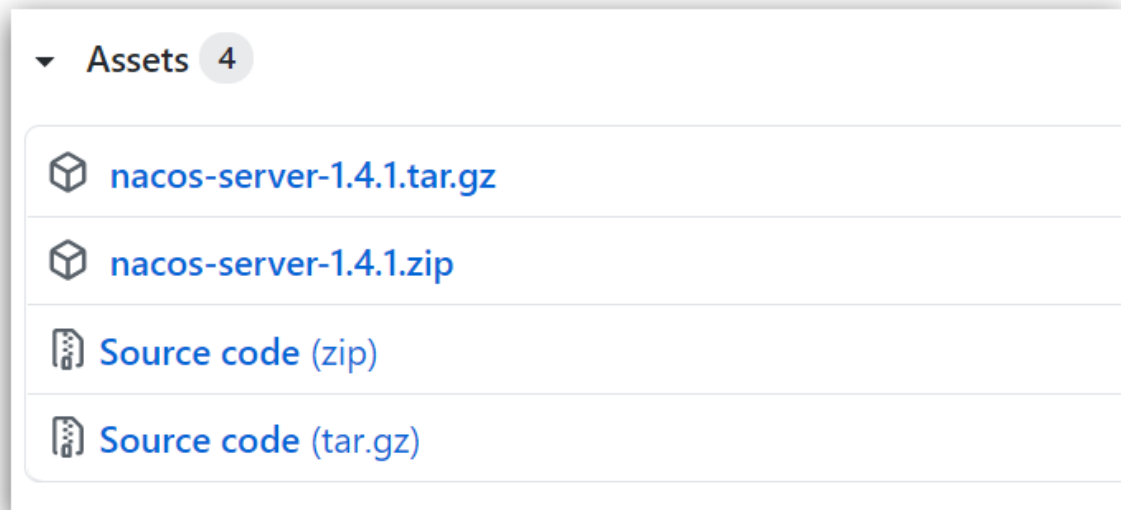 Assets 4
nacos-server-1.4.1.tar.gz
nacos-server-1.4.1.zip
Source code (zip)
Source code (tar.gz)